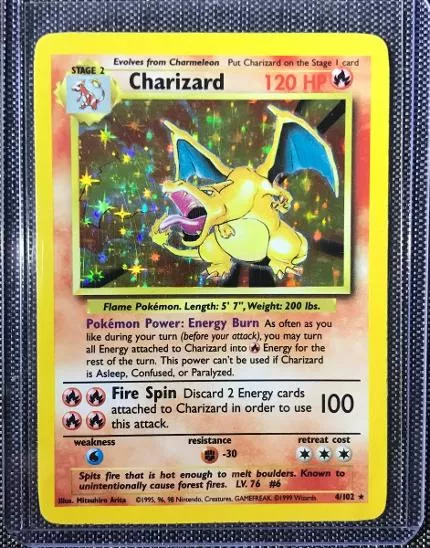 Evolves from Charmeleon Put Charizard on the Stage 1 card
STAGE 2
Charizard 120 HP
Flame Pokémon. Length: 5' 7", Weight: 200 lbs.
Pokémon Power: Energy Burn As often as you
like during your turn (before your attack), you may turn
all Energy attached to Charizard into Energy for the
rest of the turn. This power can't be used if Charizard
is Asleep, Confused, or Paralyzed.
Fire Spin Discard 2 Energy cards
attached to Charizard in order to use 100
this attack.
weakness resistance retreat cost
-30
Spits fire that is hot enough to melt boulders. Known to
unintentionally cause forest fires. LV. 76 #6
Illus. Mitsuhiro Arita ©1995, 96, 98 Nintendo, Creatures, GAMEFREAK. ©1999 Wizards. 4/102 ★